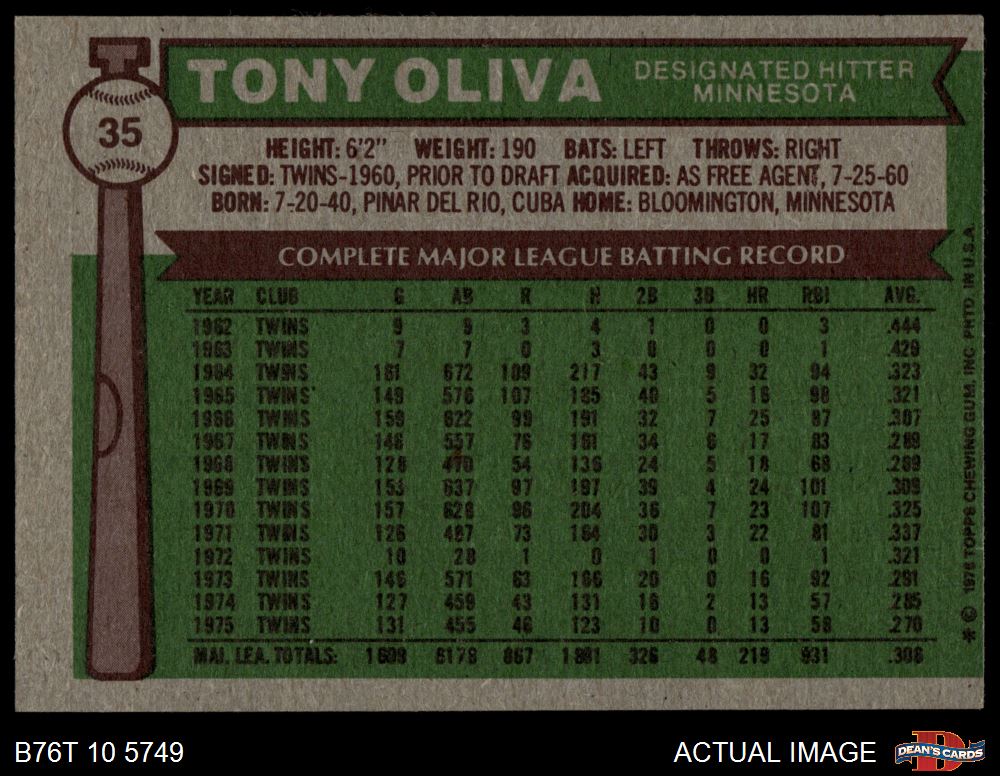 35
TONY OLIVA
DESIGNATED HITTER
MINNESOTA
HEIGHT: 6'2" WEIGHT: 190 BATS: LEFT THROWS: RIGHT
SIGNED: TWINS-1960, PRIOR TO DRAFT ACQUIRED: AS FREE AGENT, 7-25-60
BORN: 7-20-40, PINAR DEL RIO, CUBA HOME: BLOOMINGTON, MINNESOTA
COMPLETE MAJOR LEAGUE BATTING RECORD
YEAR CLUB G AB R H 2B 3B HR RBI AVG.
1962 TWINS 9 9 3 4 1 0 0 3 .444
1963 TWINS 7 7 0 3 0 0 0 1 .429
1964 TWINS 161 672 109 217 43 9 32 94 .323
1965 TWINS 149 576 107 185 40 5 16 98 .321
1966 TWINS 159 622 99 191 32 7 25 87 .307
1967 TWINS 146 557 76 161 34 6 17 83 .289
1968 TWINS 128 470 54 136 24 5 18 68 .289
1969 TWINS 153 637 97 197 39 4 24 101 .309
1970 TWINS 157 628 96 204 36 7 23 107 .325
1971 TWINS 126 487 73 164 30 3 22 81 .337
1972 TWINS 10 28 1 1 0 0 1 .321
1973 TWINS 146 571 63 166 20 0 16 92 .291
1974 TWINS 127 459 43 131 16 2 13 57 .285
1975 TWINS 131 455 46 123 10 0 13 58 .270
MAJ. LEA. TOTALS: 1609 6178 867 1891 326 48 219 931 .306
* © 1976 TOPPS CHEWING GUM, INC. PRTD. IN U.S.A.
B76T 10 5749
ACTUAL IMAGE
DEAN'S CARDS